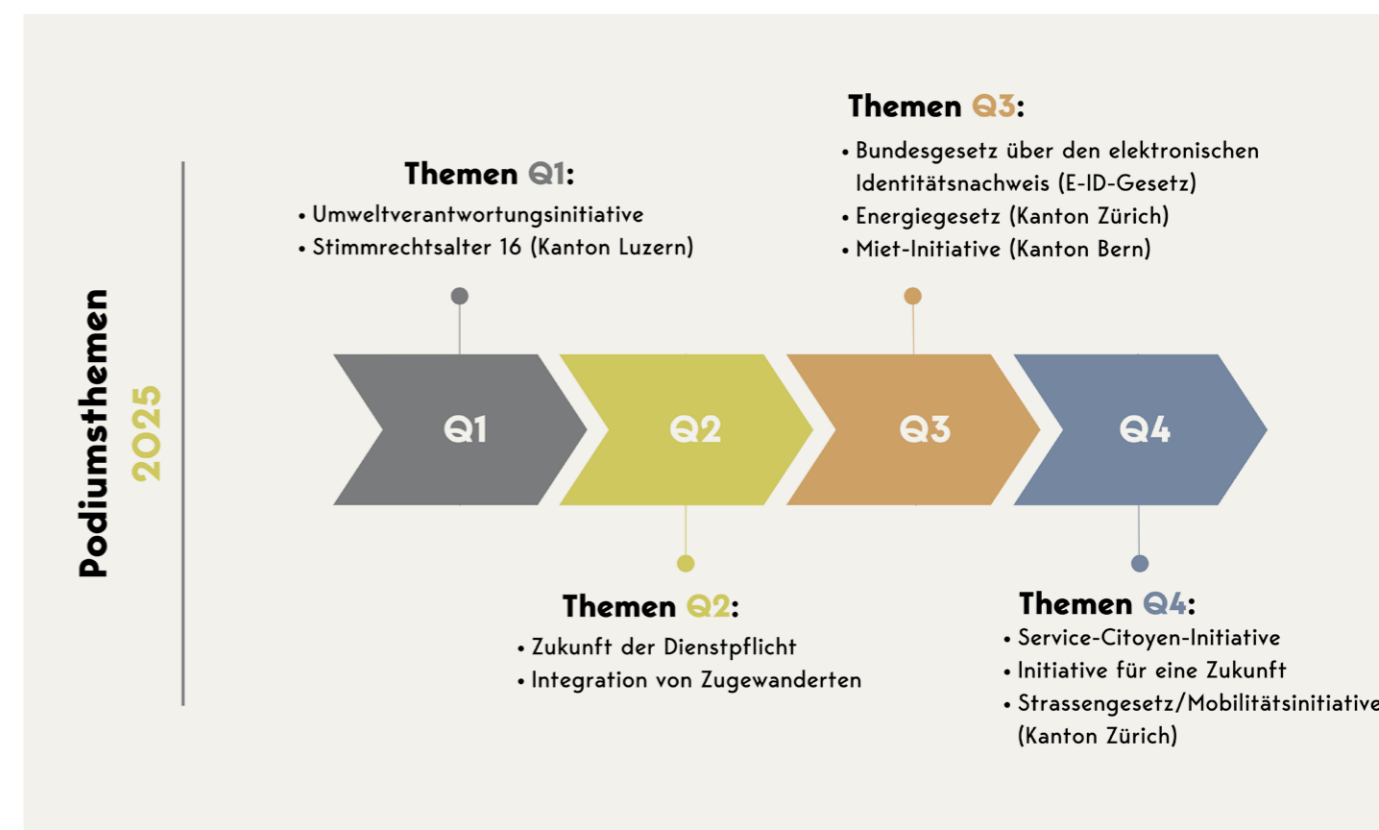 Podiumsthemen
2025
Themen Q1:
• Umweltverantwortungsinitiative
• Stimmrechtsalter 16 (Kanton Luzern)
Themen Q3:
• Bundesgesetz über den elektronischen
Identitätsnachweis (E-ID-Gesetz)
• Energiegesetz (Kanton Zürich)
• Miet-Initiative (Kanton Bern)
Q1
Q2
Q3
Q4
Themen Q2:
• Zukunft der Dienstpflicht
• Integration von Zugewanderten
Themen Q4:
• Service-Citoyen-Initiative
• Initiative für eine Zukunft
• Strassengesetz/Mobilitätsinitiative
(Kanton Zürich)